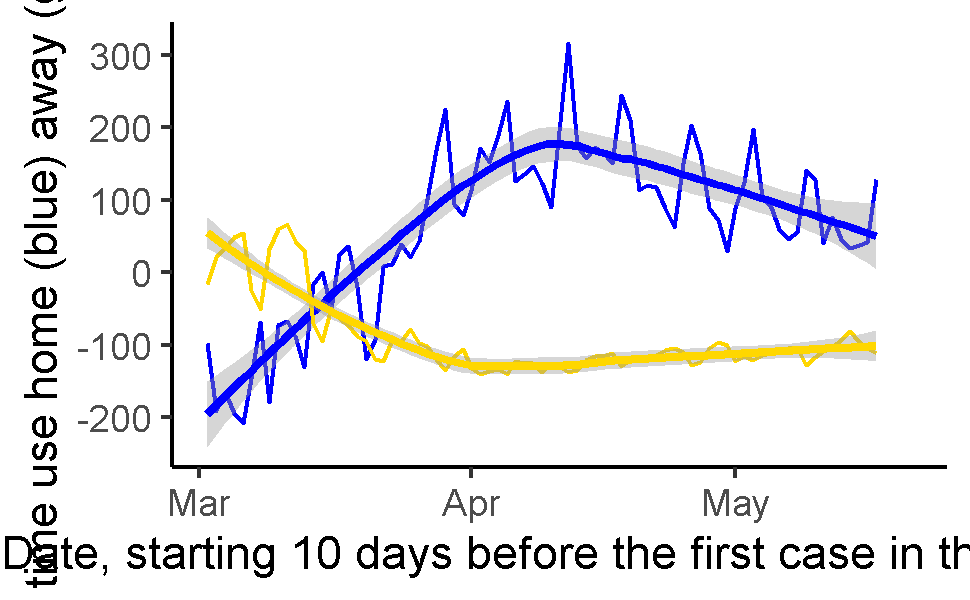 time use home (blue) away (
300
200
100
0
-100
-200
Mar Apr May
Date, starting 10 days before the first case in th